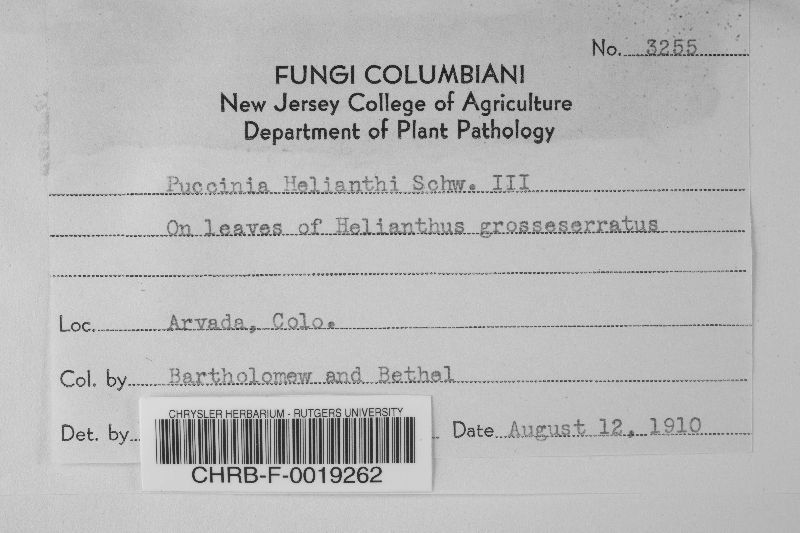 No. 3255
FUNGI COLUMBIANI
New Jersey College of Agriculture
Department of Plant Pathology
Puccinia Helianthi Schw. III
On leaves of Helianthus grosseserratus
Loc. Arvada, Colo.
Col. by Bartholomew and Bethel
Det. by
Date August 12, 1910
CHRYSLER HERBARIUM - RUTGERS UNIVERSITY
CHRB-F-0019262